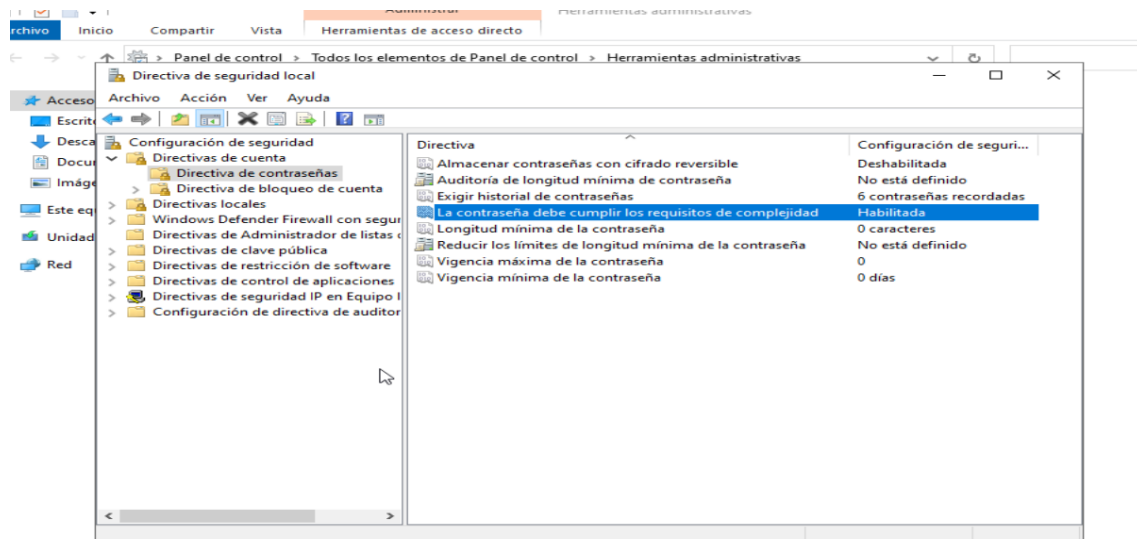 Administrar Herramientas administrativas
rchivo Inicio Compartir Vista Herramientas de acceso directo
Panel de control > Todos los elementos de Panel de control > Herramientas administrativas
Directiva de seguridad local
Archivo Acción Ver Ayuda
Acceso
Escrito
Desca
Docu
Imáge
Este eq
Unidad
Red
Configuración de seguridad
Directivas de cuenta
Directiva de contraseñas
Directiva de bloqueo de cuenta
Directivas locales
Windows Defender Firewall con segur
Directivas de Administrador de listas
Directivas de clave pública
Directivas de restricción de software
Directivas de control de aplicaciones
Directivas de seguridad IP en Equipo l
Configuración de directiva de auditor
Directiva Configuración de seguri...
Almacenar contraseñas con cifrado reversible Deshabilitada
Auditoría de longitud mínima de contraseña No está definido
Exigir historial de contraseñas 6 contraseñas recordadas
La contraseña debe cumplir los requisitos de complejidad Habilitada
Longitud mínima de la contraseña 0 caracteres
Reducir los límites de longitud mínima de la contraseña No está definido
Vigencia máxima de la contraseña 0
Vigencia mínima de la contraseña 0 días